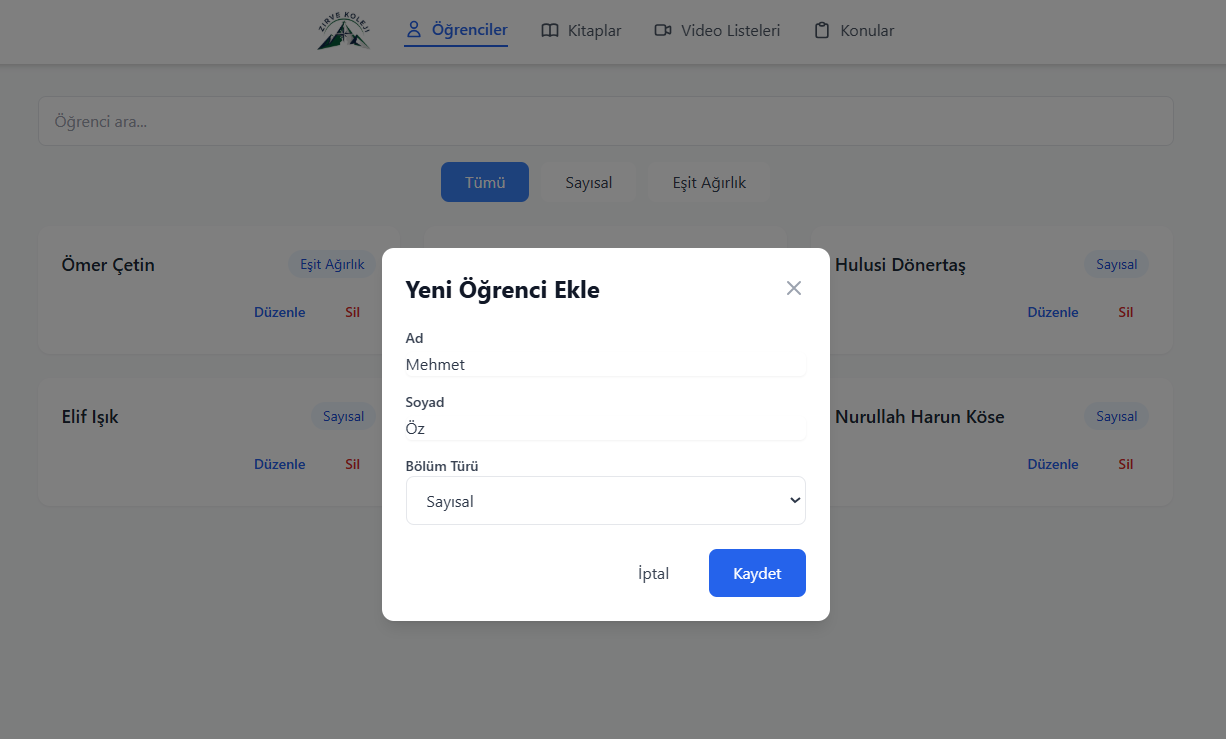 ZİRVE KOLEJİ
Öğrenciler
Kitaplar
Video Listeleri
Konular
Öğrenci ara...
Tümü
Sayısal
Eşit Ağırlık
Ömer Çetin
Eşit Ağırlık
Düzenle
Sil
Hulusi Dönertaş
Sayısal
Düzenle
Sil
Elif Işık
Sayısal
Düzenle
Sil
Nurullah Harun Köse
Sayısal
Düzenle
Sil
Yeni Öğrenci Ekle
Ad
Mehmet
Soyad
Öz
Bölüm Türü
Sayısal
İptal
Kaydet